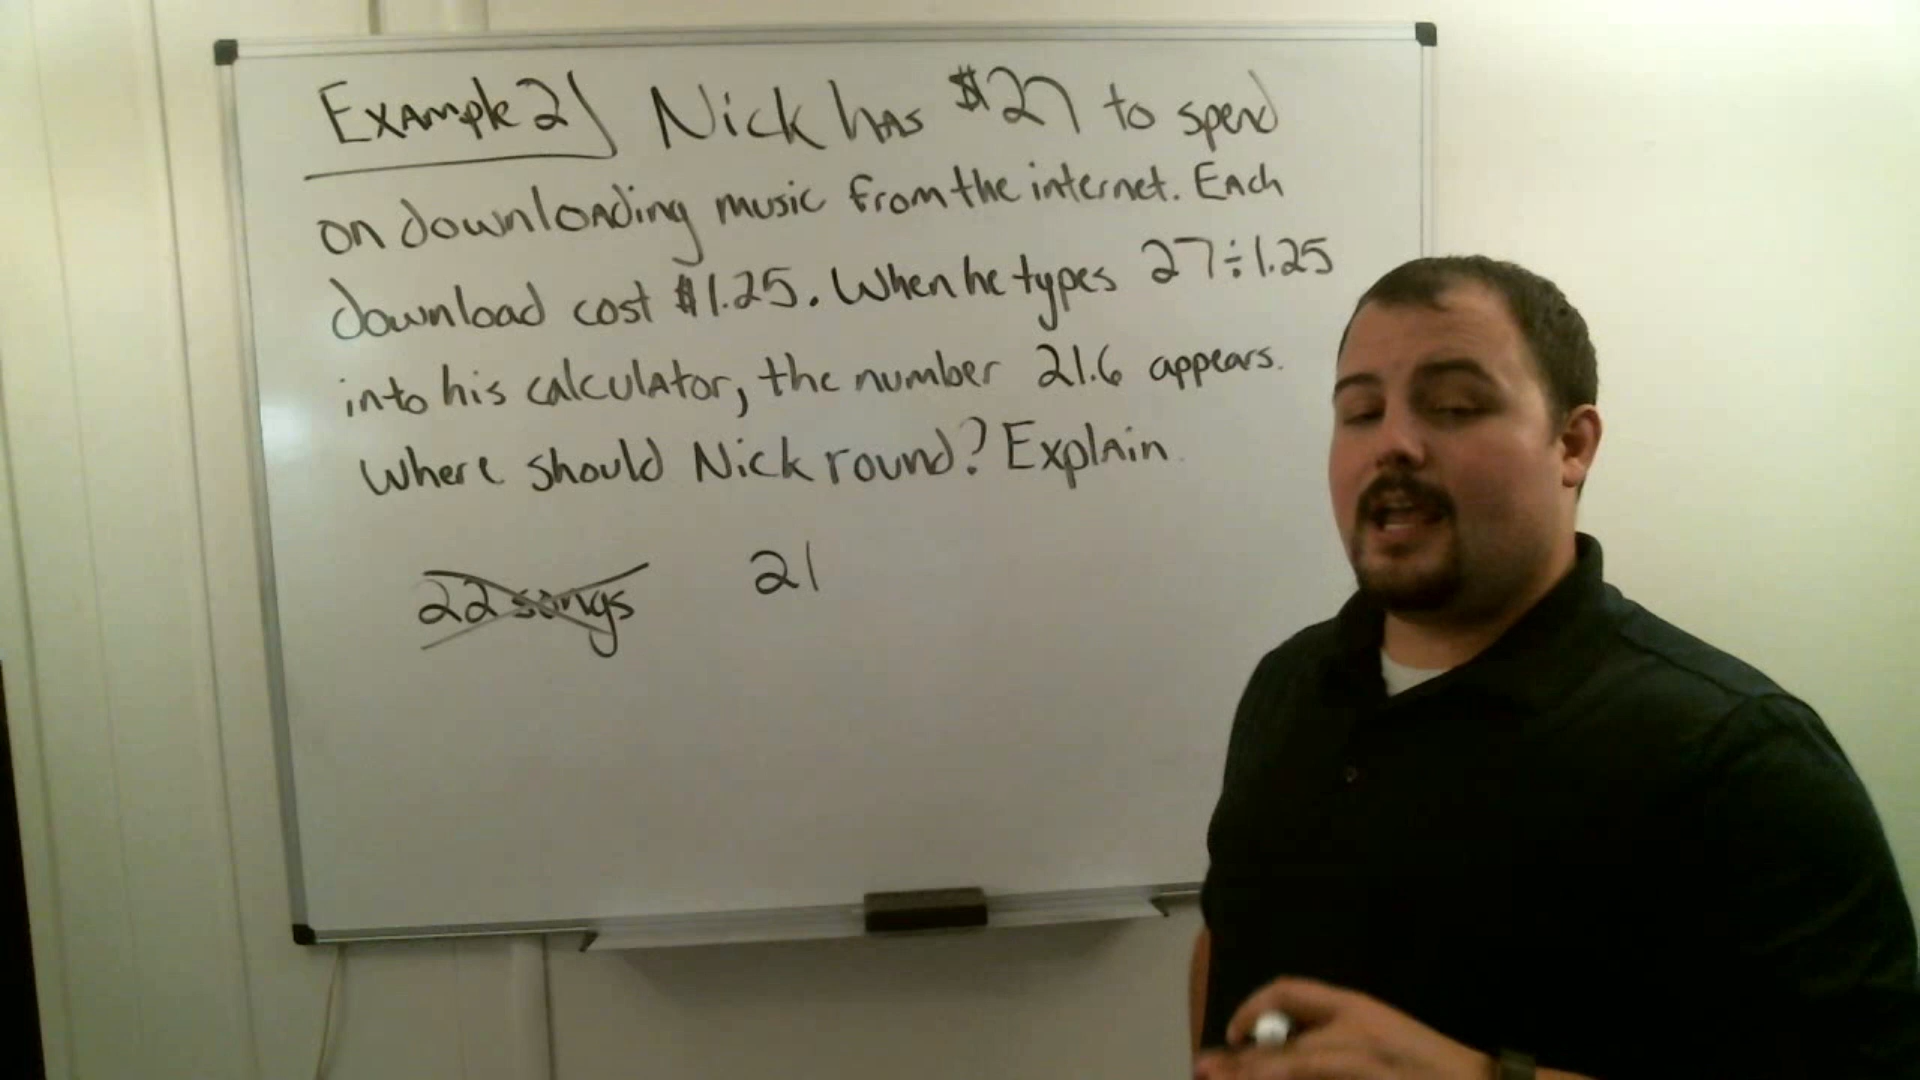 Example 2) Nick has $27 to spend
on downloading music from the internet. Each
download cost $1.25. When he types 27÷1.25
into his calculator, the number 21.6 appears.
Where should Nick round? Explain.
22 songs 21